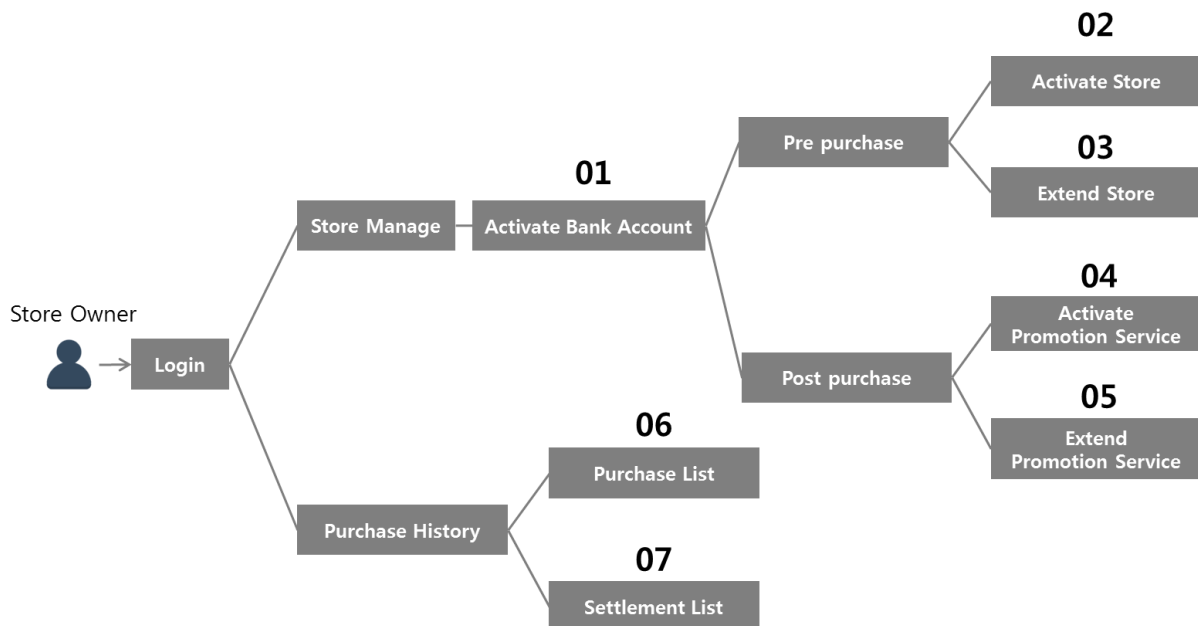 02
Activate Store
Pre purchase
03
Extend Store
01
Store Manage
Activate Bank Account
04
Activate
Promotion Service
Store Owner
Login
Post purchase
05
Extend
Promotion Service
06
Purchase List
Purchase History
07
Settlement List